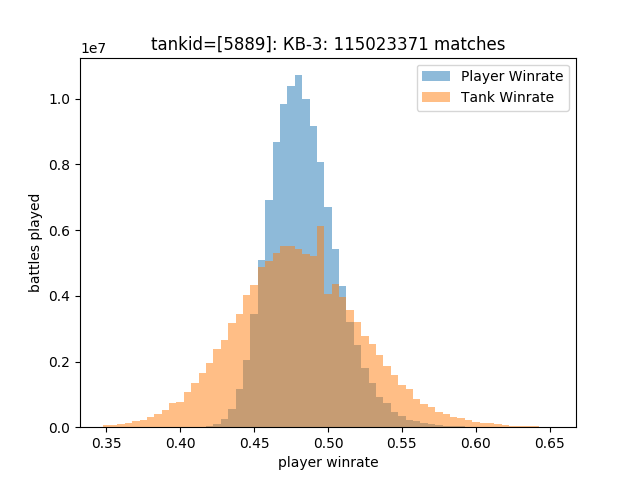 tankid=[5889]: КВ-3: 115023371 matches
1e7
Player Winrate
Tank Winrate
1.0
0.8
0.6
0.4
0.2
0.0
battles played
0.35 0.40 0.45 0.50 0.55 0.60 0.65
player winrate